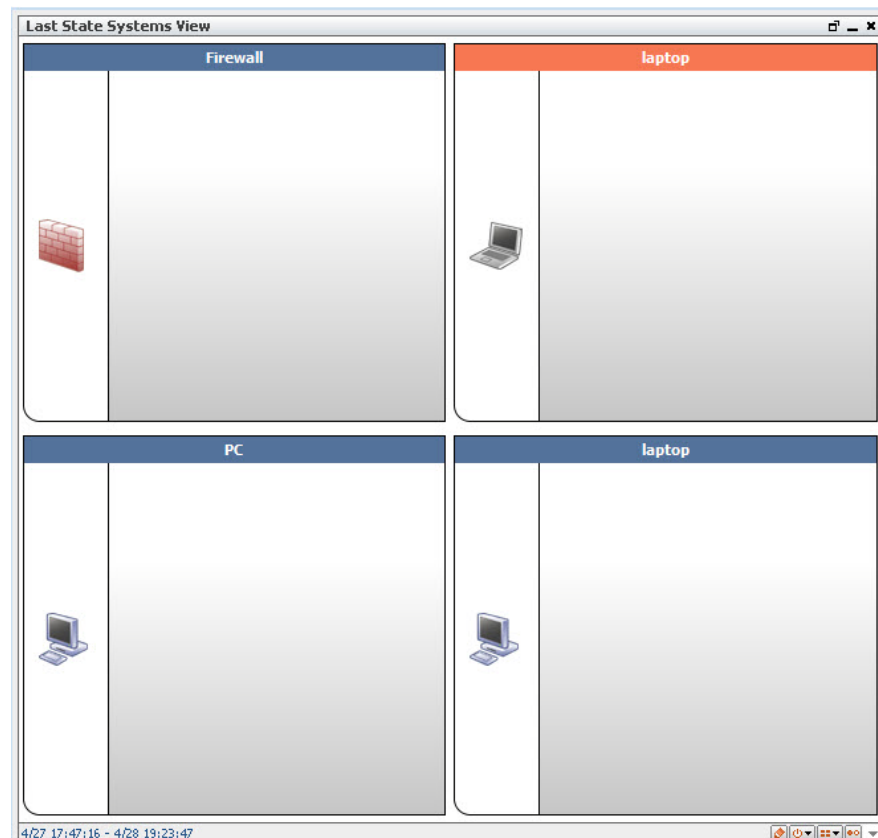 Last State Systems View
Firewall
laptop
PC
laptop
4/27 17:47:16 - 4/28 19:23:47